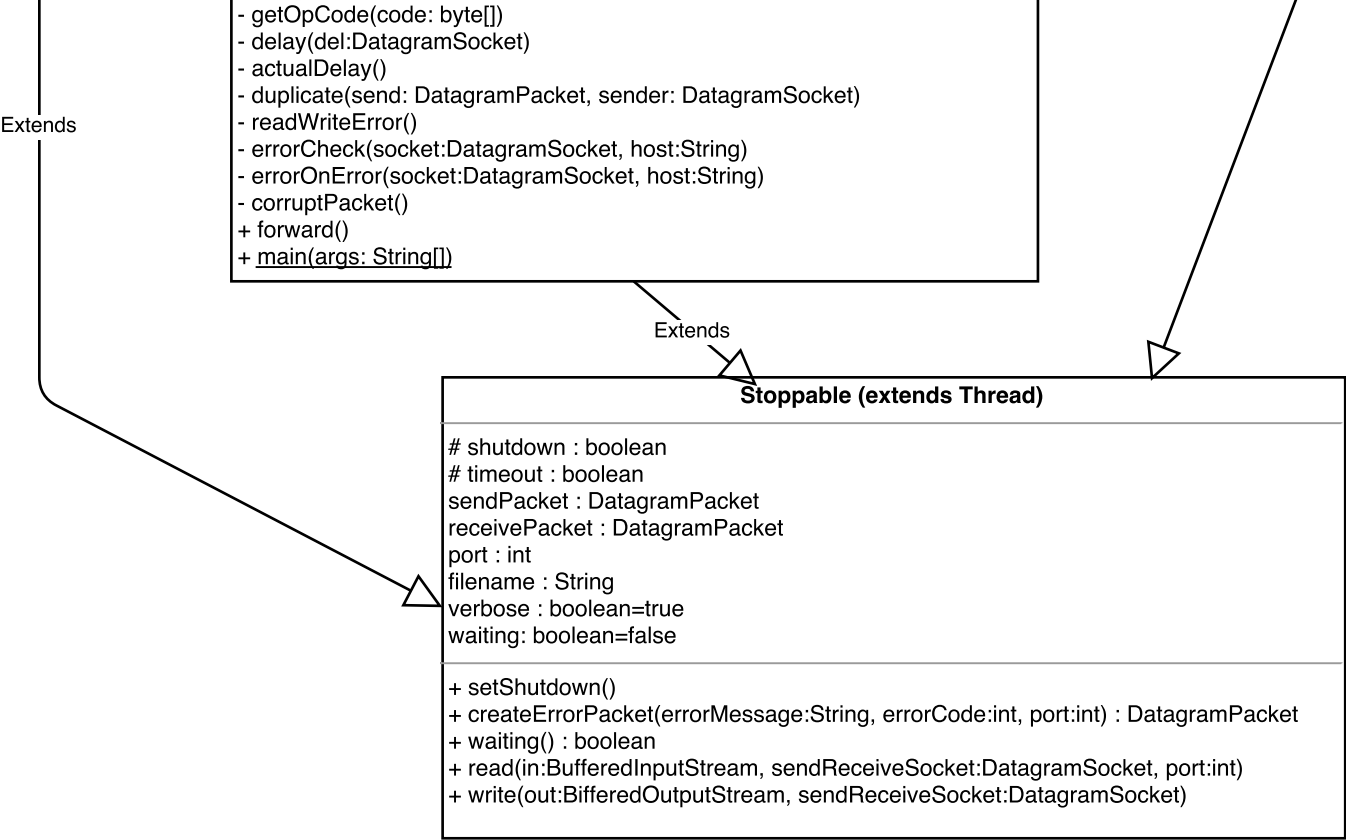 - getOpCode(code: byte[])
- delay(del:DatagramSocket)
- actualDelay()
- duplicate(send: DatagramPacket, sender: DatagramSocket)
Extends
- readWriteError()
- errorCheck(socket:DatagramSocket, host:String)
- errorOnError(socket:DatagramSocket, host:String)
- corruptPacket()
+ forward()
+ main(args: String[])
Extends
Stoppable (extends Thread)
# shutdown : boolean
# timeout : boolean
sendPacket : DatagramPacket
receivePacket : DatagramPacket
port : int
filename : String
verbose : boolean=true
waiting: boolean=false
+ setShutdown()
+ createErrorPacket(errorMessage:String, errorCode:int, port:int) : DatagramPacket
+ waiting() : boolean
+ read(in:BufferedInputStream, sendReceiveSocket:DatagramSocket, port:int)
+ write(out:BifferedOutputStream, sendReceiveSocket:DatagramSocket)